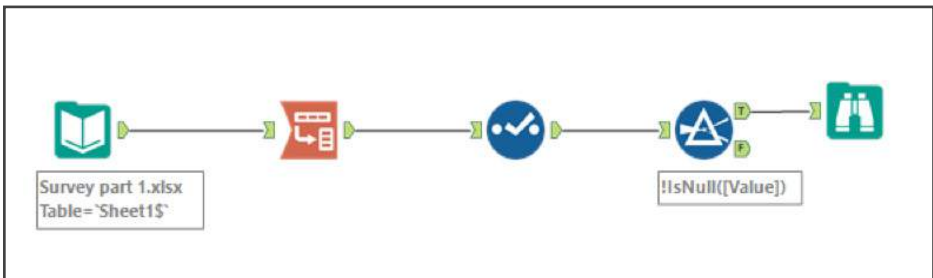 Survey part 1.xlsx
Table=`Sheet1$`
T
F
!IsNull([Value])